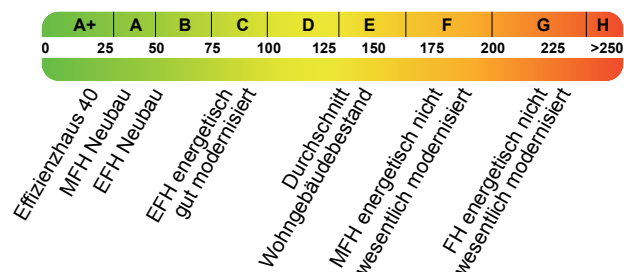 A+ A B C D E F G H
0 25 50 75 100 125 150 175 200 225 >250
Effizienzhaus 40
MFH Neubau
EFH Neubau
EFH energetisch
gut modernisiert
Durchschnitt
Wohngebäudebestand
MFH energetisch nicht
wesentlich modernisiert
FH energetisch nicht
wesentlich modernisiert